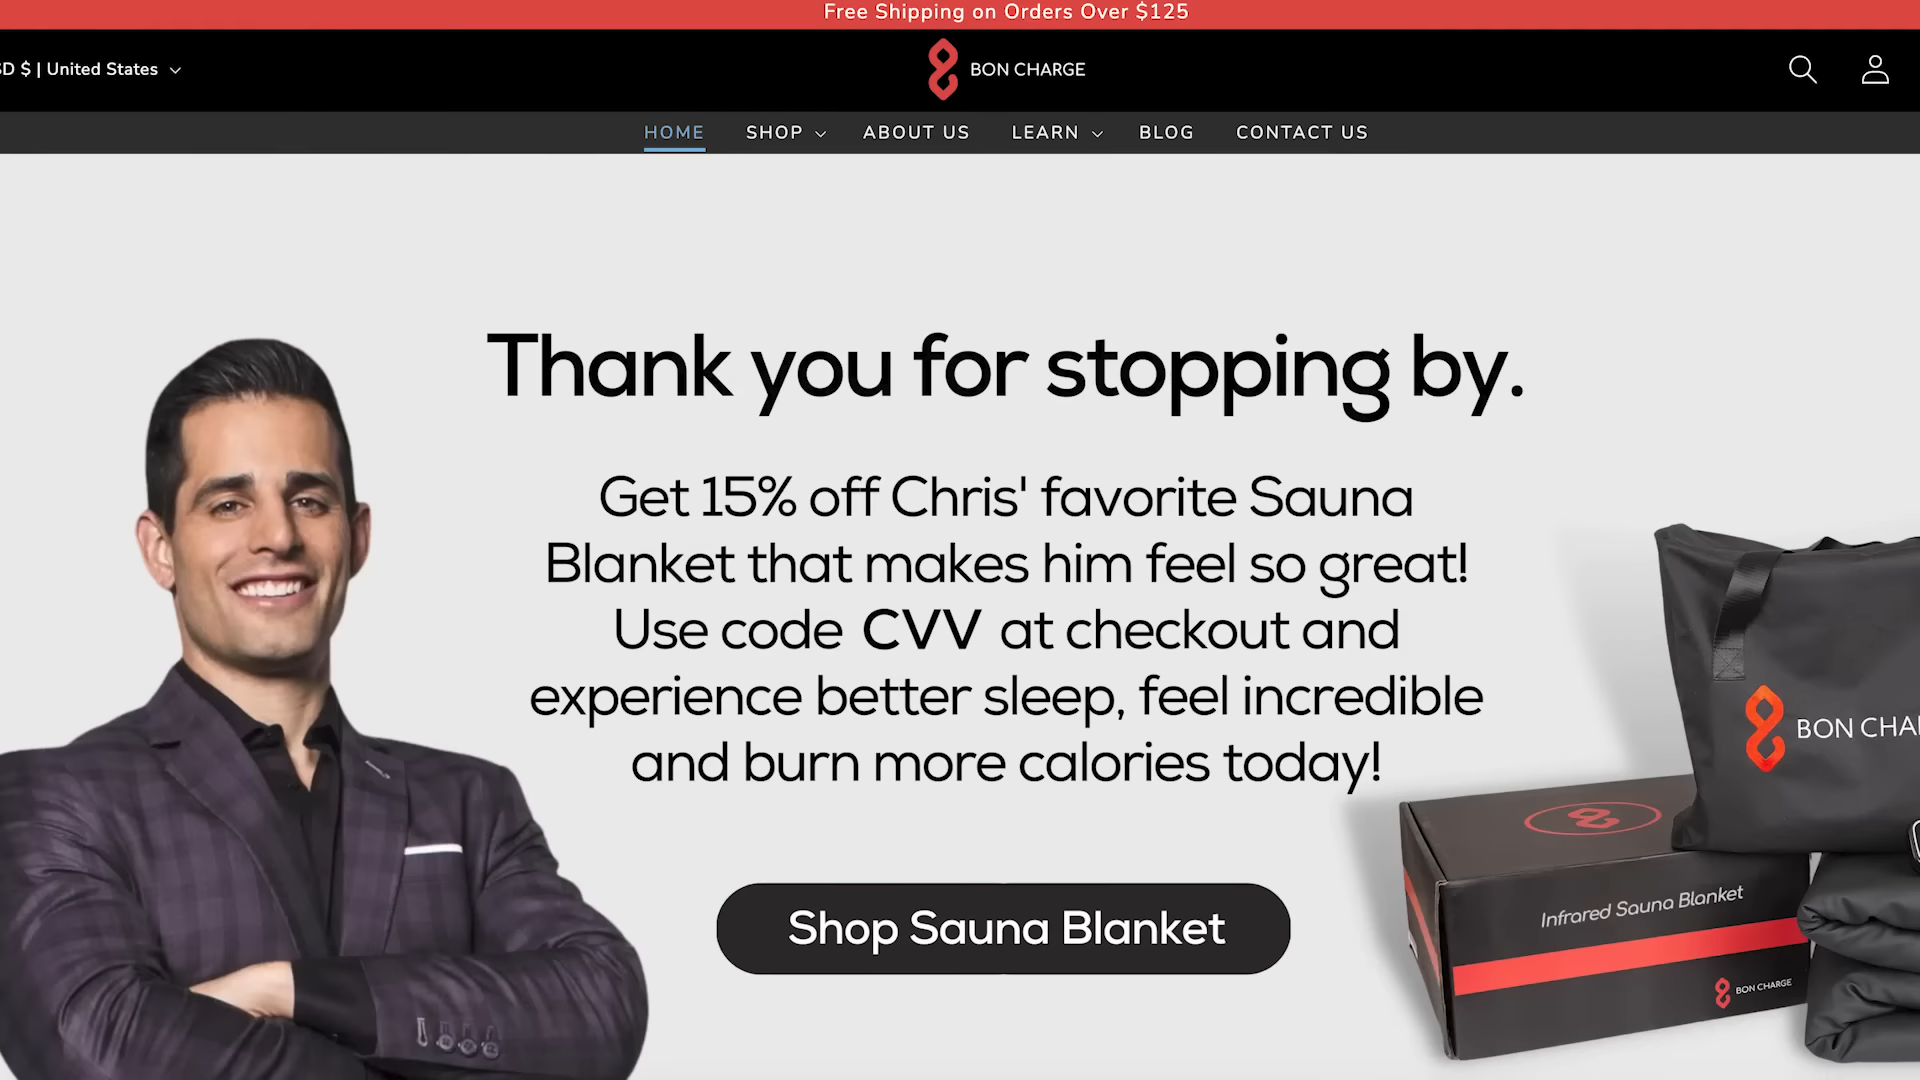 Free Shipping on Orders Over $125
$ | United States
BON CHARGE
HOME SHOP ABOUT US LEARN BLOG CONTACT US
Thank you for stopping by.
Get 15% off Chris' favorite Sauna
Blanket that makes him feel so great!
Use code CVV at checkout and
experience better sleep, feel incredible
and burn more calories today!
Shop Sauna Blanket
BON
Infrared Sauna Blanket
BON CHARGE